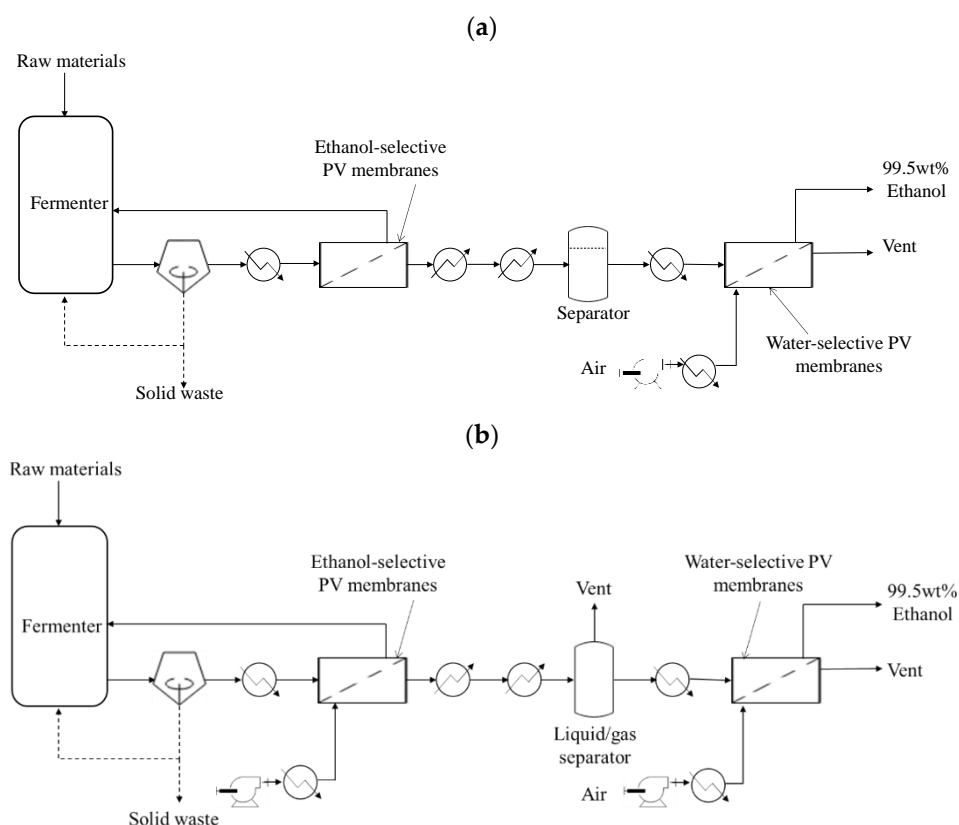 (a)
Raw materials
Ethanol-selective
PV membranes
99.5wt%
Ethanol
Fermenter
Vent
Separator
Water-selective PV
membranes
Air
Solid waste
(b)
Raw materials
Ethanol-selective
PV membranes
Water-selective PV
membranes
Vent
99.5wt%
Ethanol
Fermenter
Vent
Liquid/gas
separator
Air
Solid waste